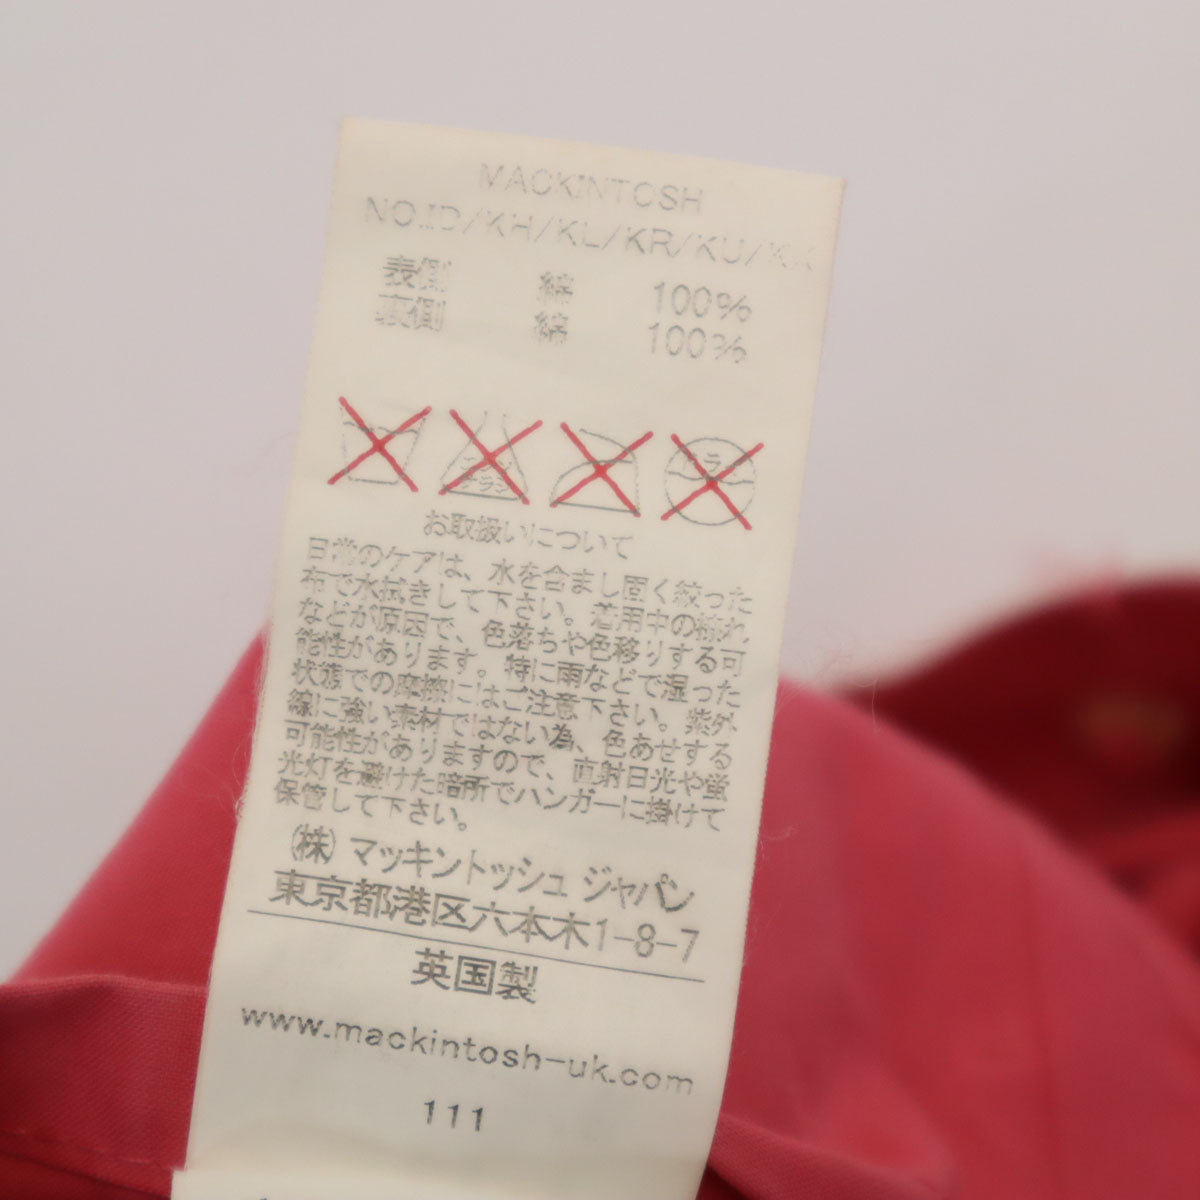 MACKINTOSH
NO.ID/KH/KL/KR/KU/KK
表側 綿 100%
裏側 綿 100%
エンソ ドライ
サラシ
お取扱いについて
日常のケアは、水を含まし固く絞った
布で水拭きして下さい。着用中の擦れ
などが原因で、色落ちや色移りする可
能性があります。特に雨などで湿った
状態での摩擦にはご注意下さい。紫外
線に強い素材ではない為、色あせする
可能性がありますので、直射日光や蛍
光灯を避けた暗所でハンガーに掛けて
保管して下さい。
(株) マッキントッシュ ジャパン
東京都港区六本木1-8-7
英国製
www.mackintosh-uk.com
111